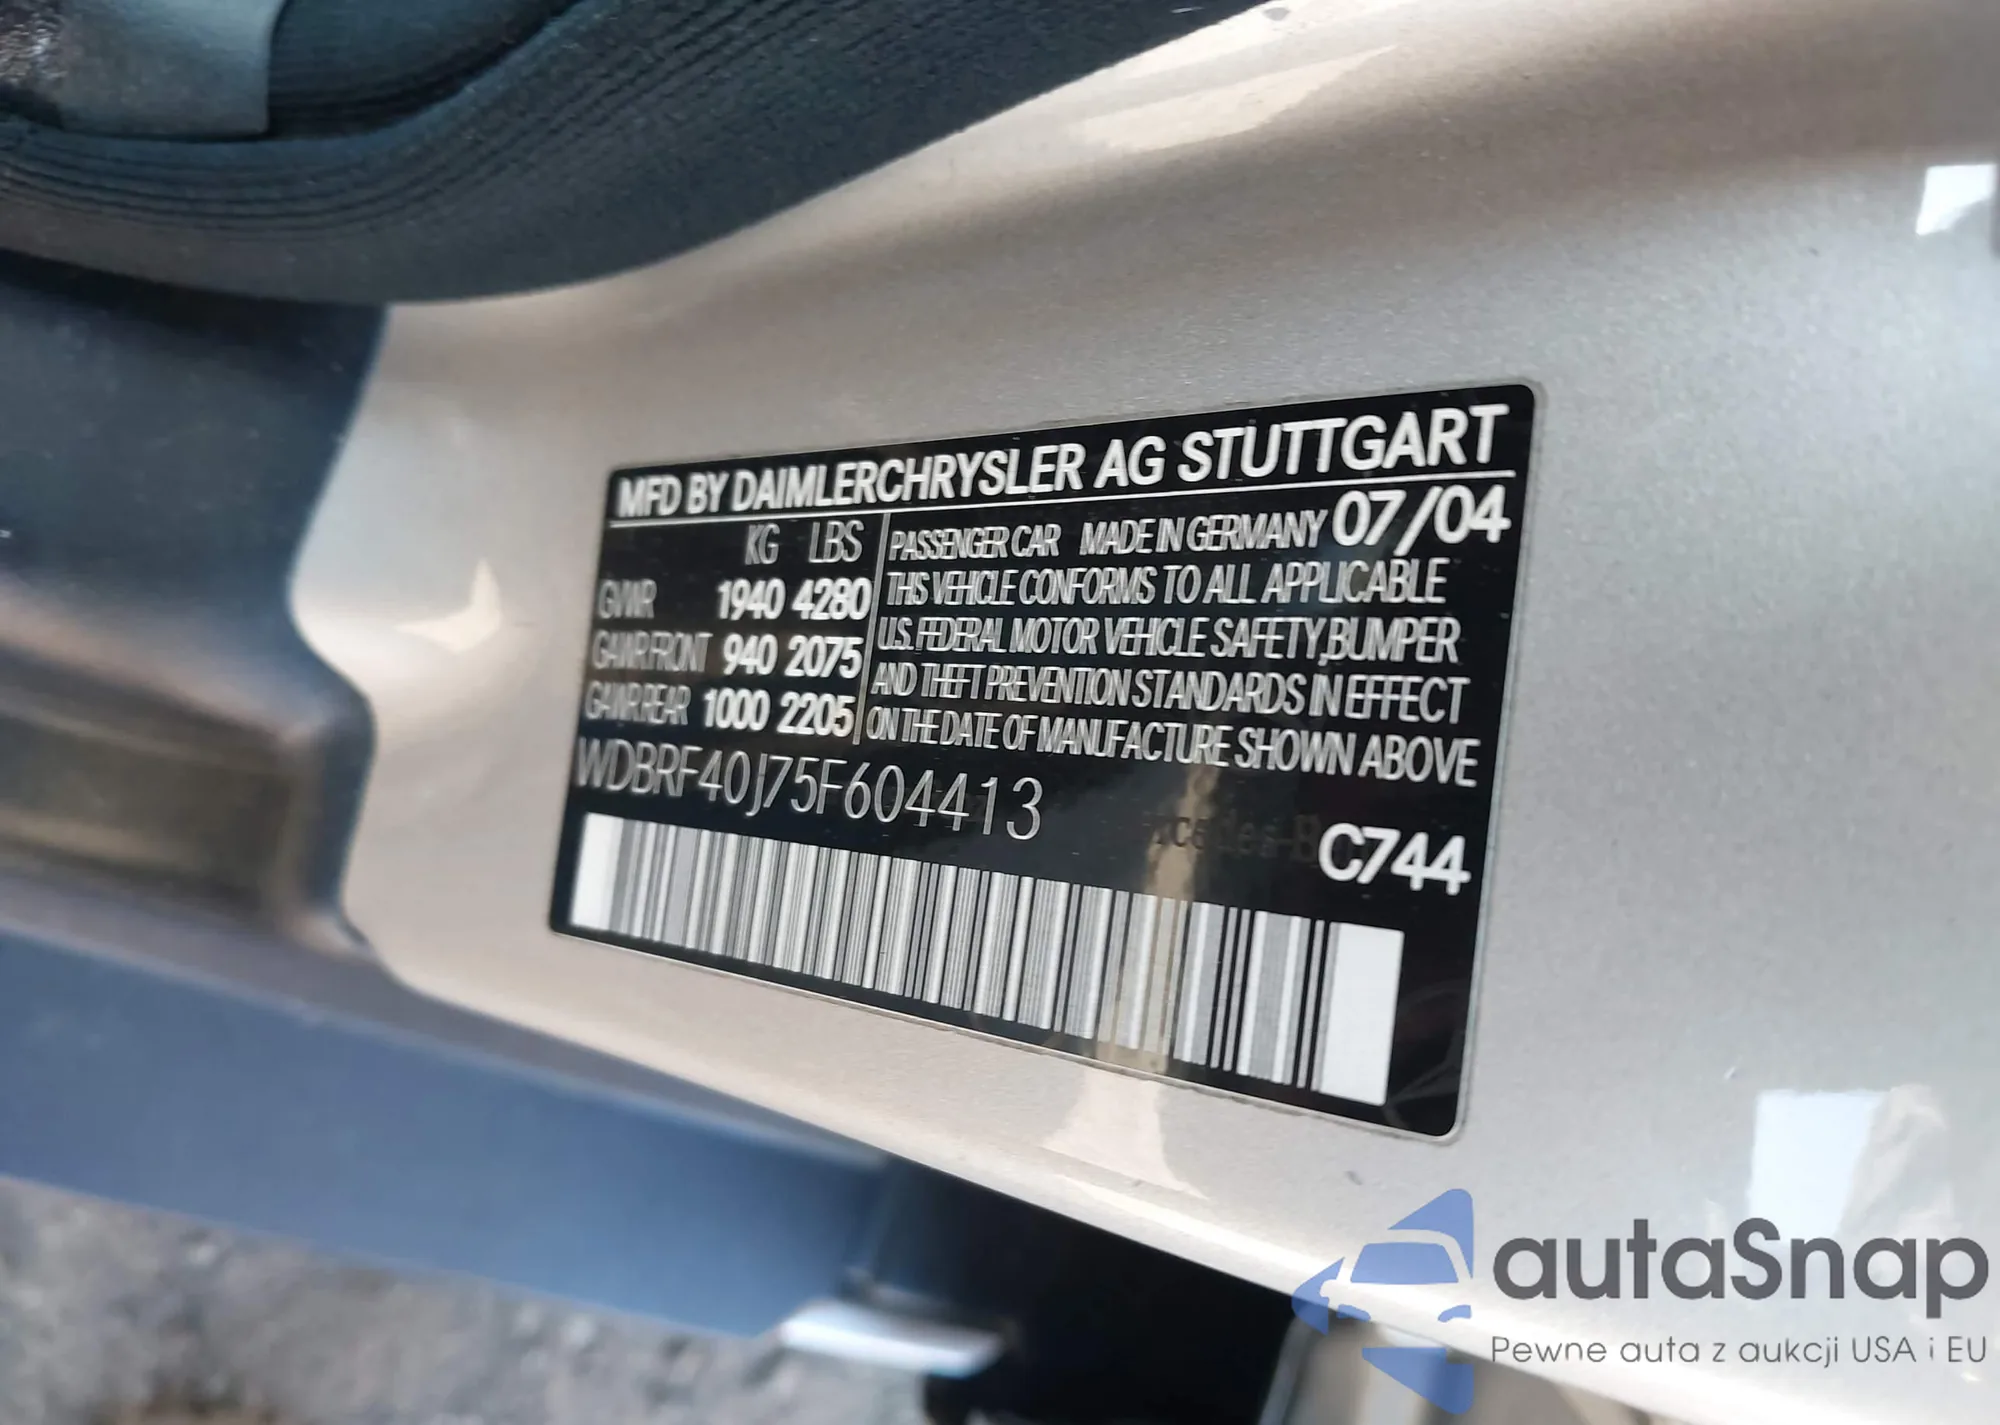 MFD BY DAIMLERCHRYSLER AG STUTTGART
KG LBS
GVWR 1940 4280
GAWR FRONT 940 2075
GAWR REAR 1000 2205
PASSENGER CAR MADE IN GERMANY 07/04
THIS VEHICLE CONFORMS TO ALL APPLICABLE
U.S. FEDERAL MOTOR VEHICLE SAFETY, BUMPER
AND THEFT PREVENTION STANDARDS IN EFFECT
ON THE DATE OF MANUFACTURE SHOWN ABOVE
WDBRF40J75F604413
C744
autaSnap
Pewne auta z aukcji USA i EU